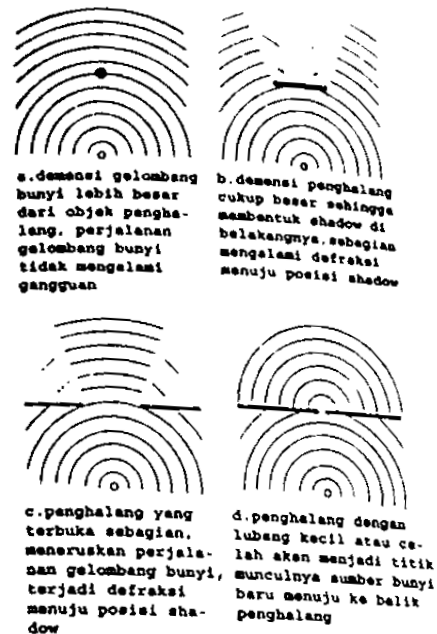 a.demensi gelombang
bunyi lebih besar
dari objek pengha-
lang, perjalanan
gelombang bunyi
tidak mengalami
gangguan
b.demensi penghalang
cukup besar sehingga
membentuk shadow di
belakangnya,sebagian
mengalami defraksi
menuju posisi shadow
c.penghalang yang
terbuka sebagian,
meneruskan perjala-
nan gelombang bunyi,
terjadi defraksi
menuju posisi sha-
dow
d.penghalang dengan
lubang kecil atau ce-
lah akan menjadi titik
munculnya sumber bunyi
baru menuju ke balik
penghalang